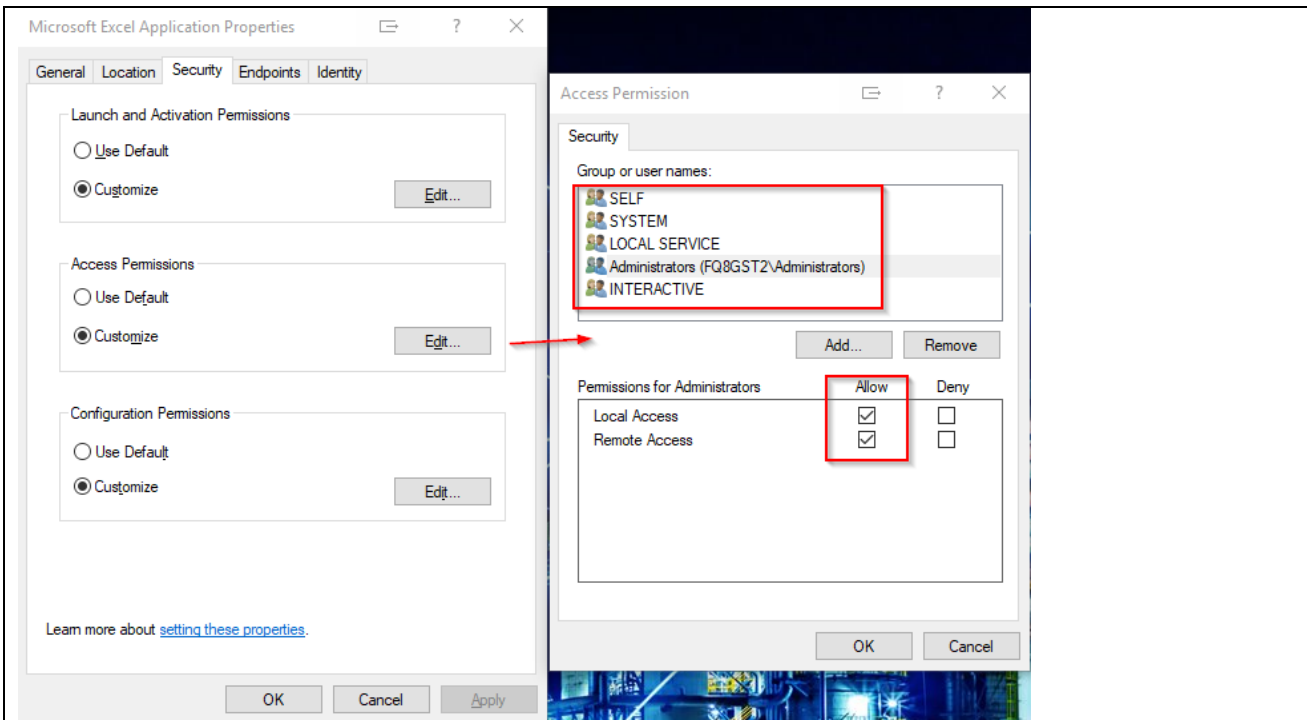 Microsoft Excel Application Properties
?
General Location Security Endpoints Identity
Launch and Activation Permissions
Use Default
Customize
Edit...
Access Permissions
Use Default
Customize
Edit...
Configuration Permissions
Use Default
Customize
Edit...
Learn more about setting these properties.
OK Cancel Apply
Access Permission
?
Security
Group or user names:
SELF
SYSTEM
LOCAL SERVICE
Administrators (FQ8GST2\Administrators)
INTERACTIVE
Add... Remove
Permissions for Administrators Allow Deny
Local Access
Remote Access
OK Cancel